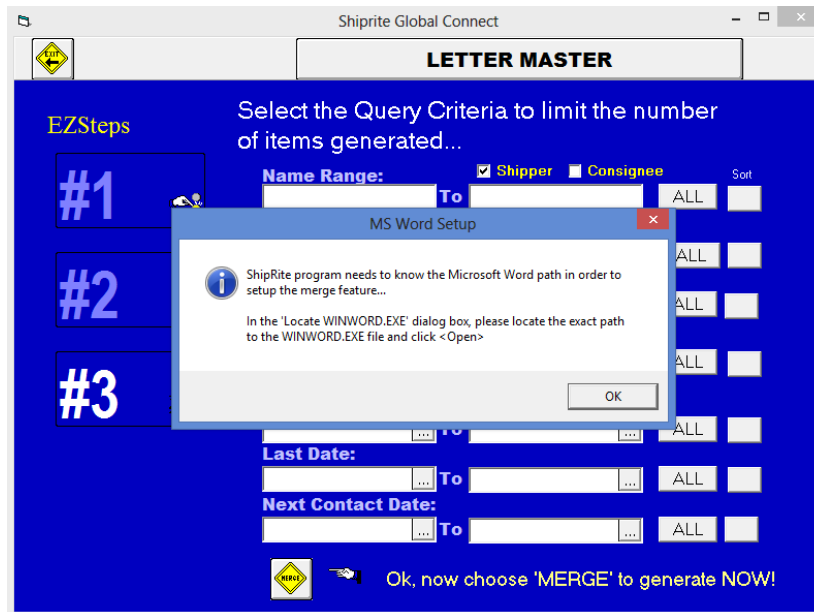 Shiprite Global Connect
EXIT
LETTER MASTER
EZSteps
Select the Query Criteria to limit the number
of items generated...
Name Range:
Shipper
Consignee
Sort
#1
To
ALL
MS Word Setup
ShipRite program needs to know the Microsoft Word path in order to
setup the merge feature...
In the 'Locate WINWORD.EXE' dialog box, please locate the exact path
to the WINWORD.EXE file and click <Open>
OK
ALL
#2
ALL
ALL
#3
... To ... ALL
Last Date:
... To ... ALL
Next Contact Date:
... To ... ALL
MERGE
Ok, now choose 'MERGE' to generate NOW!